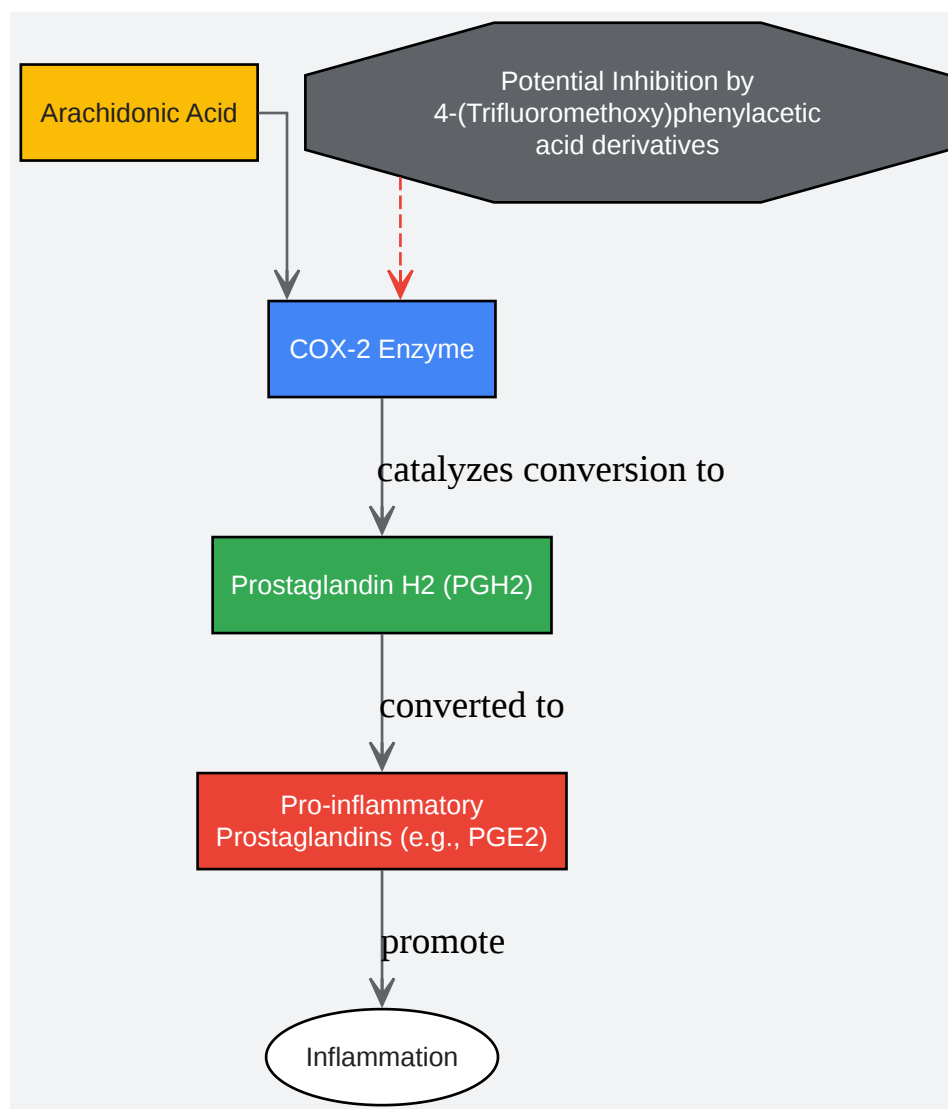 Arachidonic Acid
Potential Inhibition by
4-(Trifluoromethoxy)phenylacetic
acid derivatives
COX-2 Enzyme
catalyzes conversion to
Prostaglandin H2 (PGH2)
converted to
Pro-inflammatory
Prostaglandins (e.g., PGE2)
promote
Inflammation